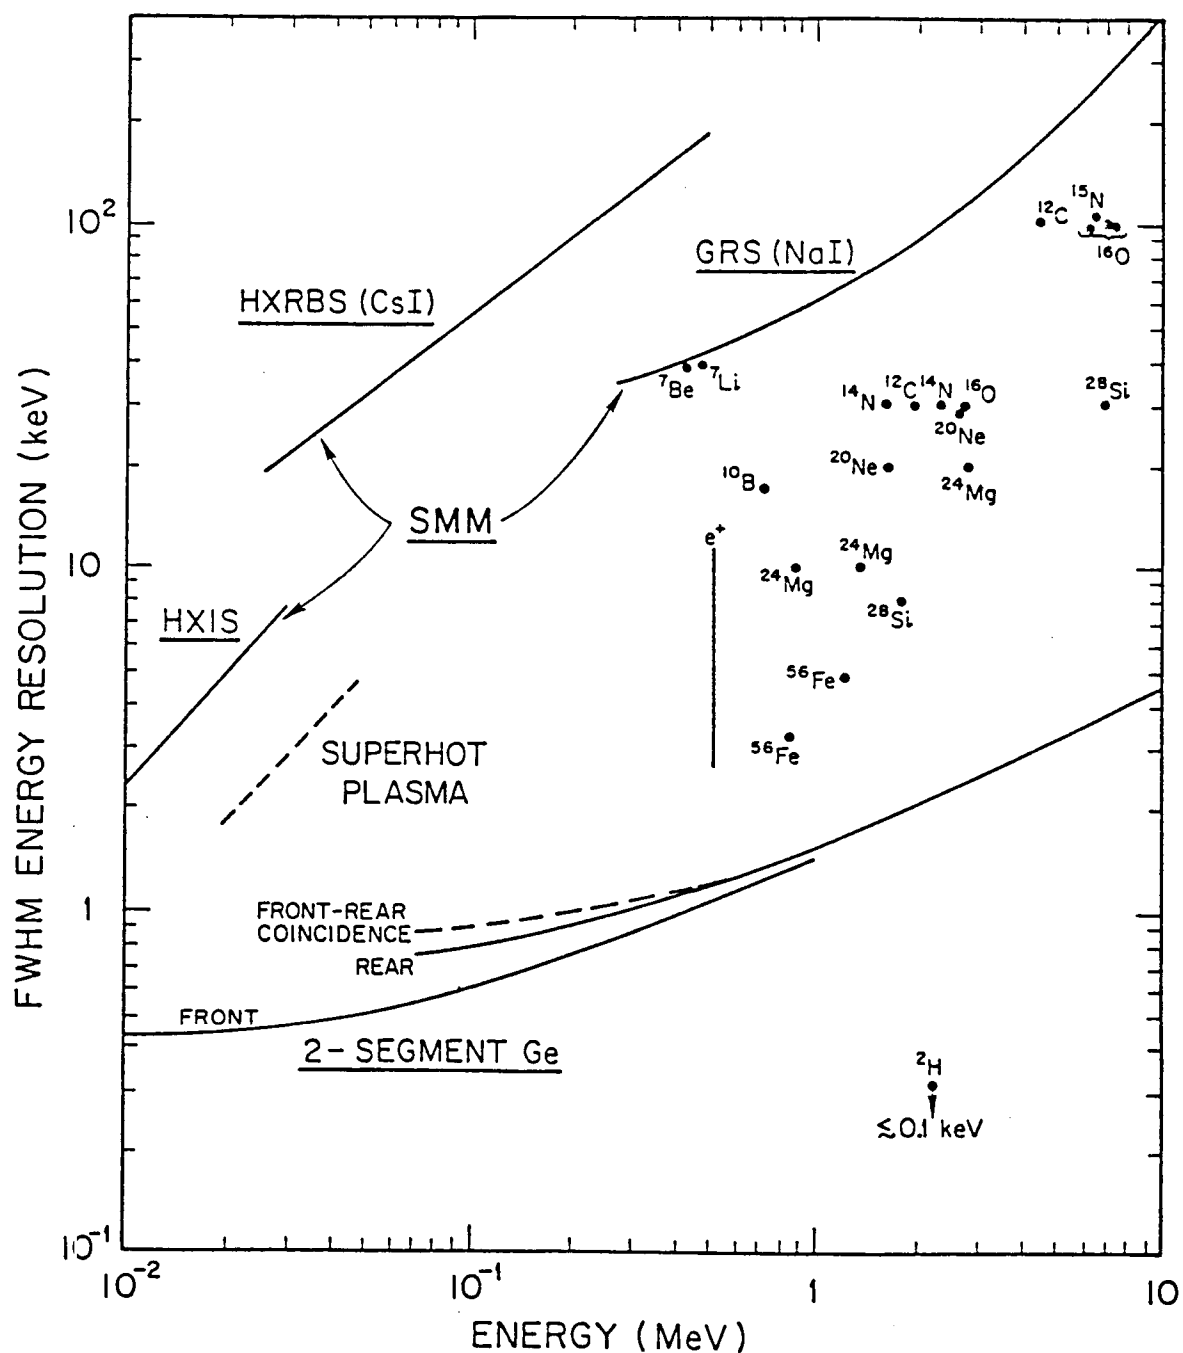 FWHM ENERGY RESOLUTION (keV)
10²
10
1
10⁻¹
10⁻²
10⁻¹
1
10
ENERGY (MeV)
HXRBS (CsI)
GRS (NaI)
¹²C
¹⁵N
¹⁶O
⁷Be
⁷Li
¹⁴N
¹²C
¹⁴N
¹⁶O
²⁰Ne
²⁸Si
¹⁰B
²⁰Ne
²⁴Mg
SMM
e⁺
²⁴Mg
²⁴Mg
²⁸Si
HXIS
⁵⁶Fe
⁵⁶Fe
SUPERHOT
PLASMA
FRONT-REAR
COINCIDENCE
REAR
FRONT
2-SEGMENT Ge
²H
≲0.1 keV